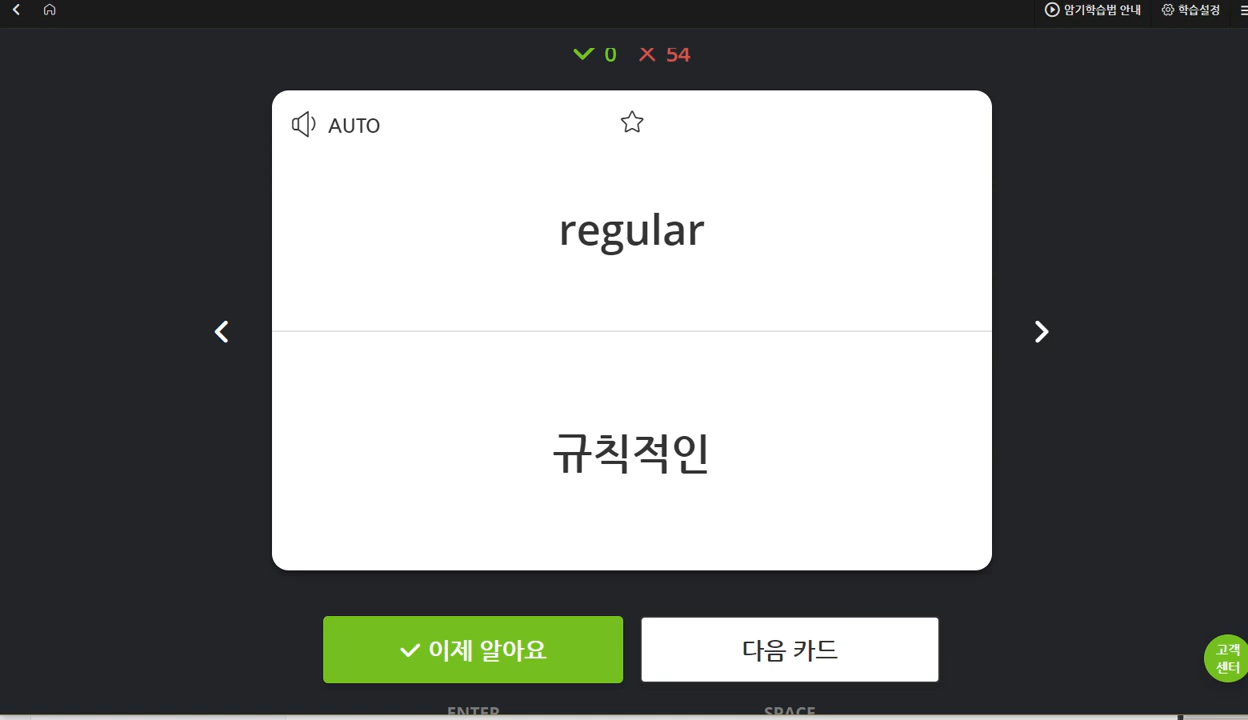 암기학습법 안내 학습설정
0 54
AUTO
regular
규칙적인
이제 알아요 다음 카드
고객
센터
ENTER SPACE